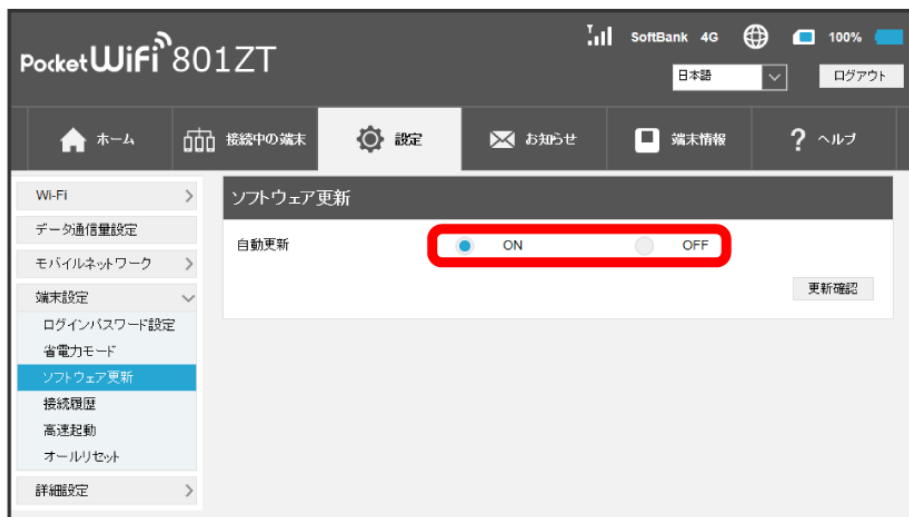 SoftBank 4G 100%
Pocket WiFi 801ZT
日本語 ログアウト
ホーム 接続中の端末 設定 お知らせ 端末情報 ? ヘルプ
Wi-Fi
データ通信量設定
モバイルネットワーク
端末設定
ログインパスワード設定
省電力モード
ソフトウェア更新
接続履歴
高速起動
オールリセット
詳細設定
ソフトウェア更新
自動更新 ON OFF
更新確認